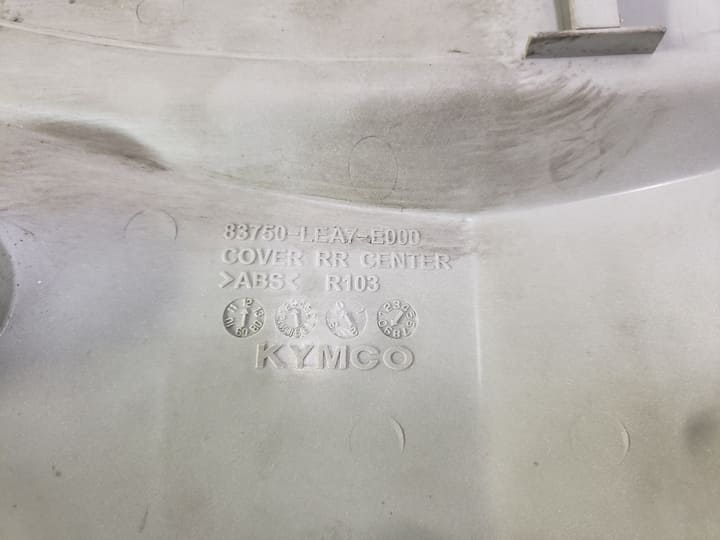 83750-LEA7-E000
COVER RR CENTER
>ABS< R103
KYMCO